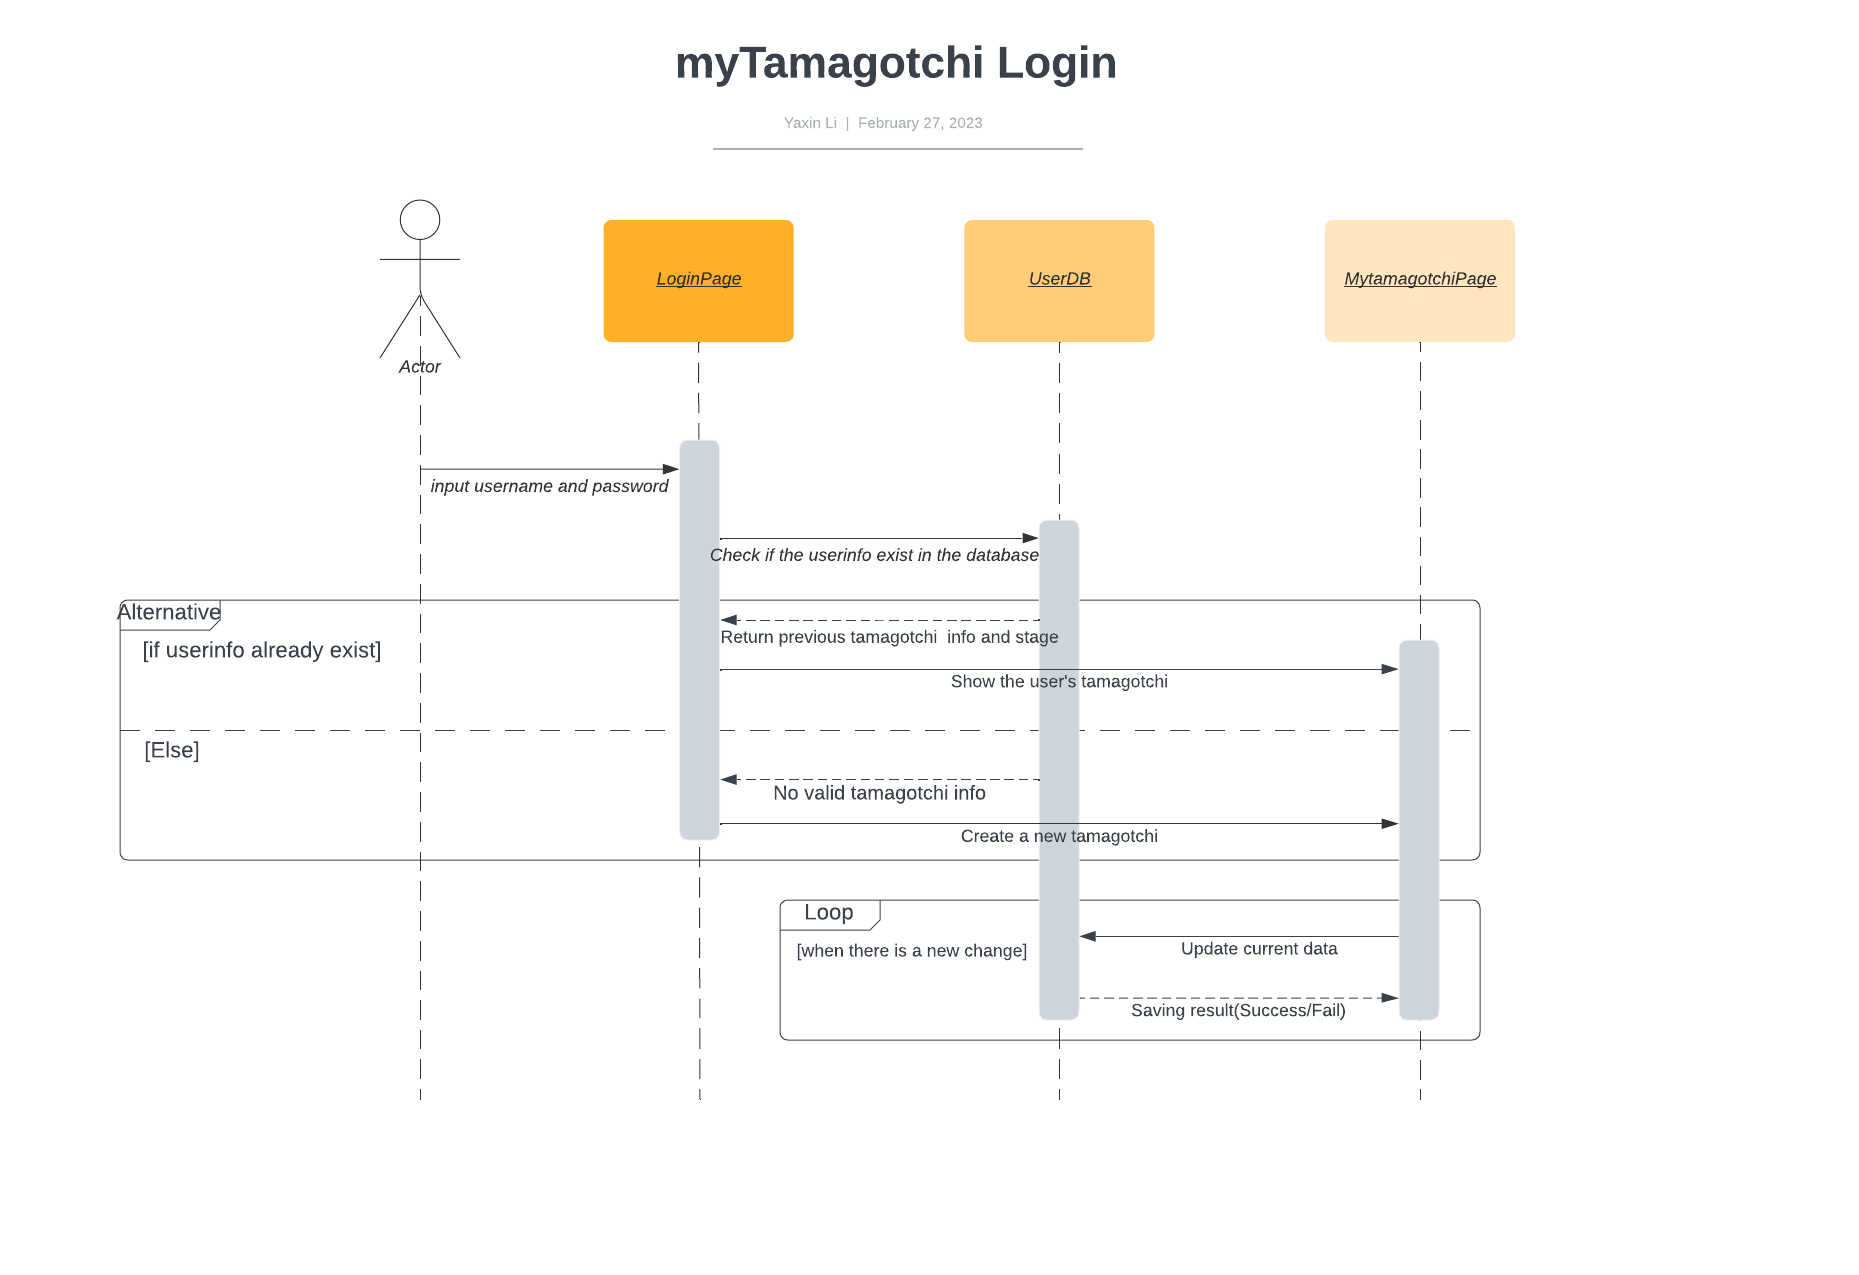 myTamagotchi Login
Yaxin Li | February 27, 2023
LoginPage
UserDB
MytamagotchiPage
Actor
input username and password
Check if the userinfo exist in the database
Alternative
Return previous tamagotchi  info and stage
[if userinfo already exist]
Show the user's tamagotchi
[Else]
No valid tamagotchi info
Create a new tamagotchi
Loop
[when there is a new change]
Update current data
Saving result(Success/Fail)